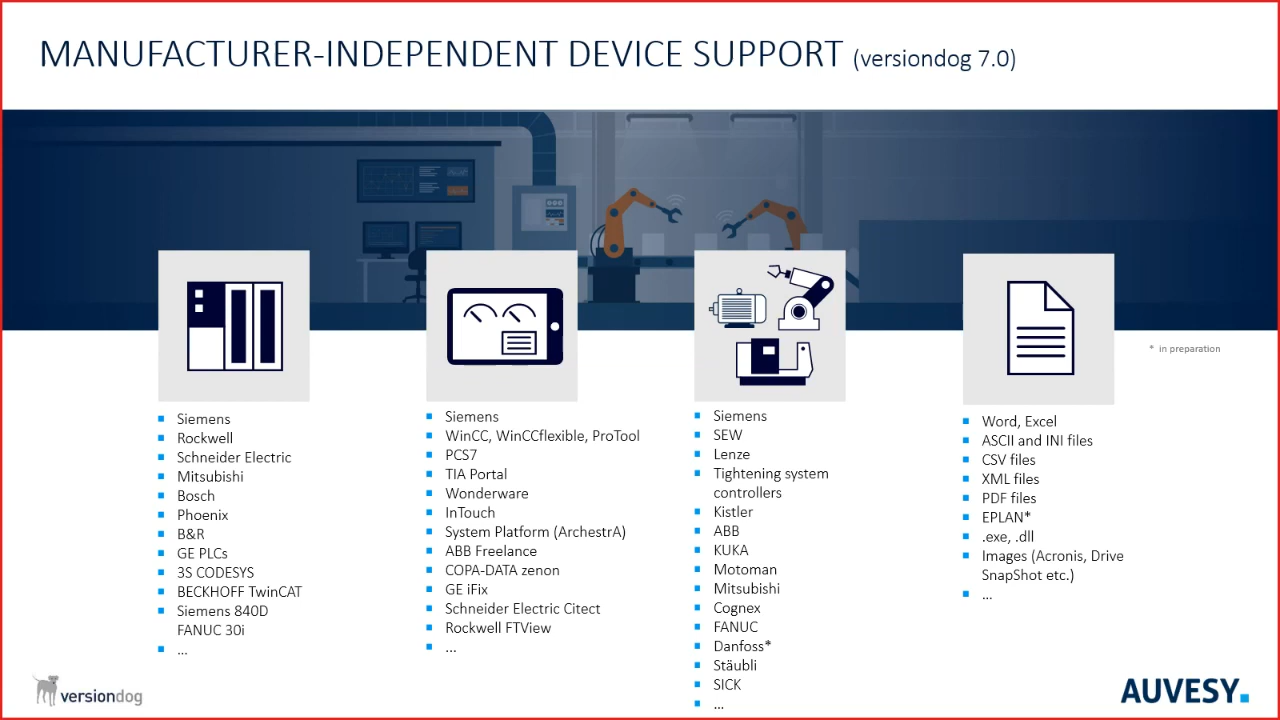 MANUFACTURER-INDEPENDENT DEVICE SUPPORT (versiondog 7.0)
* in preparation
Siemens
Rockwell
Schneider Electric
Mitsubishi
Bosch
Phoenix
B&R
GE PLCs
3S CODESYS
BECKHOFF TwinCAT
Siemens 840D
FANUC 30i
...
Siemens
WinCC, WinCCflexible, ProTool
PCS7
TIA Portal
Wonderware
InTouch
System Platform (ArchestrA)
ABB Freelance
COPA-DATA zenon
GE iFix
Schneider Electric Citect
Rockwell FTView
...
Siemens
SEW
Lenze
Tightening system
controllers
Kistler
ABB
KUKA
Motoman
Mitsubishi
Cognex
FANUC
Danfoss*
Stäubli
SICK
...
Word, Excel
ASCII and INI files
CSV files
XML files
PDF files
EPLAN*
.exe, .dll
Images (Acronis, Drive
SnapShot etc.)
...
versiondog
AUVESY.